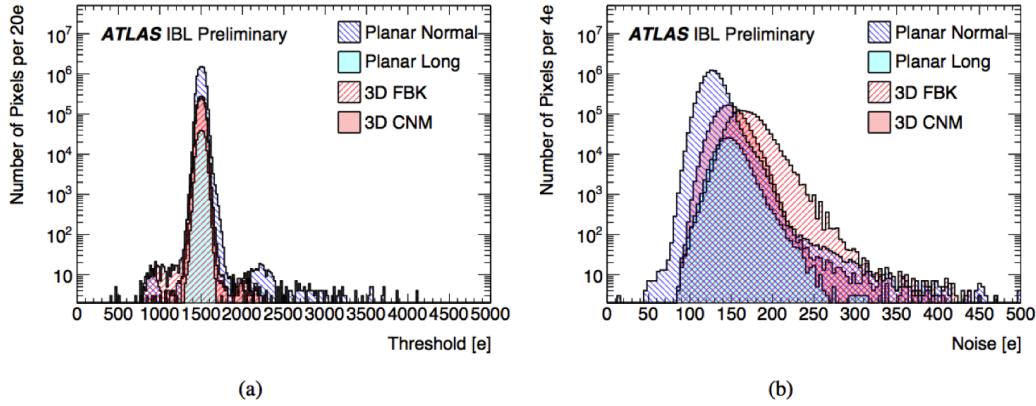 Number of Pixels per 20e
10⁷
10⁶
10⁵
10⁴
10³
10²
10
ATLAS IBL Preliminary
Planar Normal
Planar Long
3D FBK
3D CNM
0 500 1000 1500 2000 2500 3000 3500 4000 4500 5000
Threshold [e]
(a)
Number of Pixels per 4e
10⁷
10⁶
10⁵
10⁴
10³
10²
10
ATLAS IBL Preliminary
Planar Normal
Planar Long
3D FBK
3D CNM
0 50 100 150 200 250 300 350 400 450 500
Noise [e]
(b)